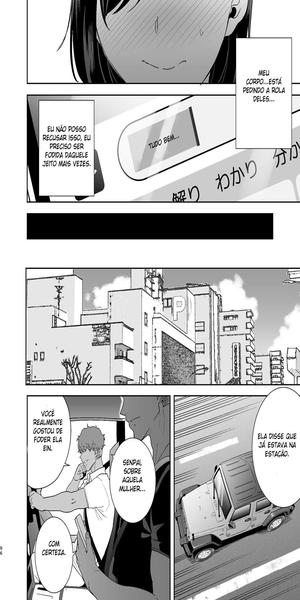 MEU
CORPO...ESTÁ
PEDINDO A ROLA
DELES...
EU NÃO POSSO
RECUSAR ISSO, EU
PRECISO SER
FODIDA DAQUELE
JEITO MAIS VEZES.
TUDO BEM...
解り わかり 分か
P
ELA DISSE QUE
JÁ ESTAVA NA
ESTAÇÃO.
VOCÊ
REALMENTE
GOSTOU DE
FODER ELA
EIN.
SENPAI,
SOBRE
AQUELA
MULHER...
COM
CERTEZA.